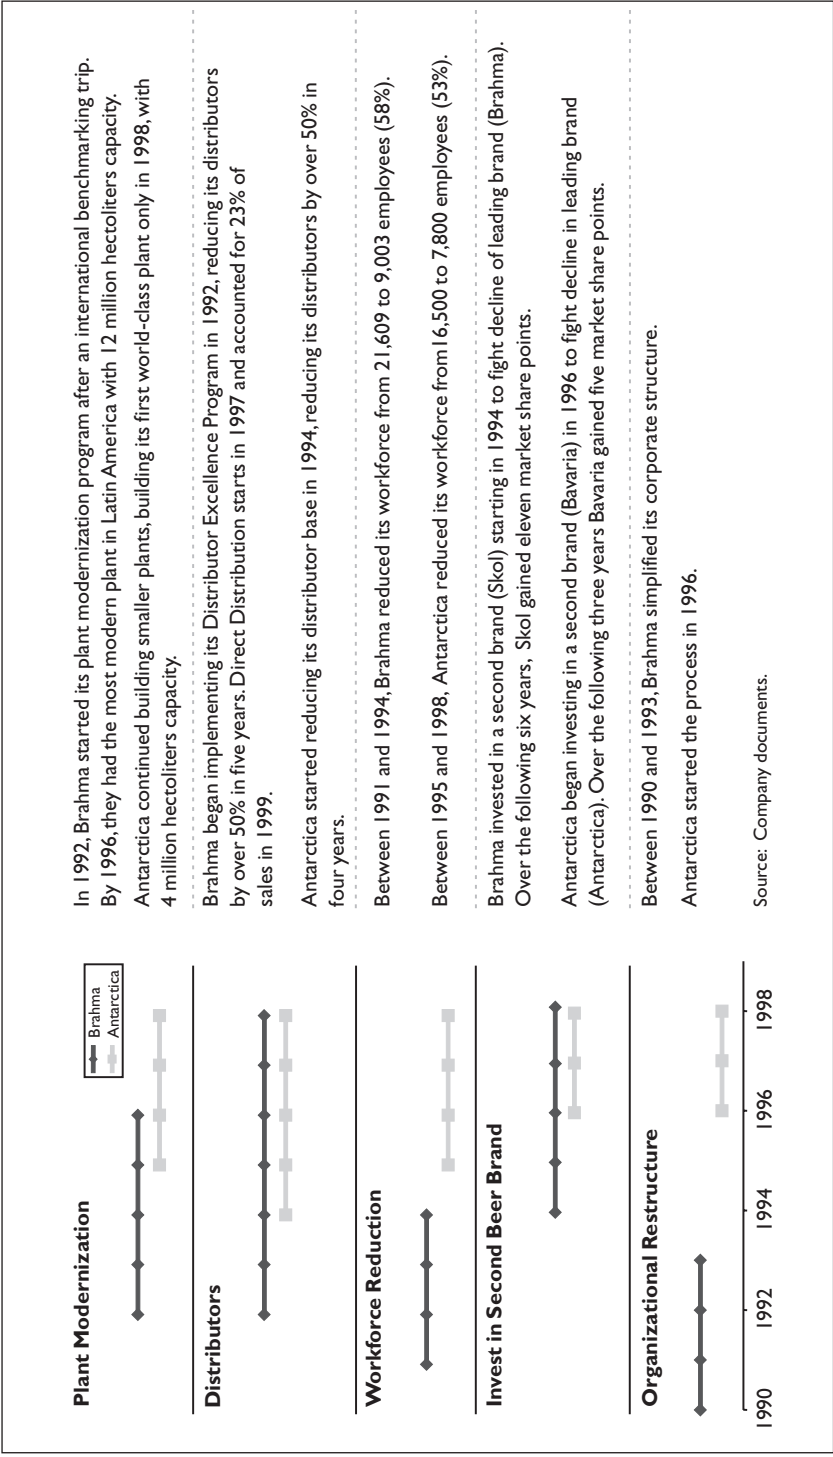 Plant Modernization
Brahma
Antarctica
In 1992, Brahma started its plant modernization program after an international benchmarking trip.
By 1996, they had the most modern plant in Latin America with 12 million hectoliters capacity.
Antarctica continued building smaller plants, building its first world-class plant only in 1998, with
4 million hectoliters capacity.
Distributors
Brahma began implementing its Distributor Excellence Program in 1992, reducing its distributors
by over 50% in five years. Direct Distribution starts in 1997 and accounted for 23% of
sales in 1999.
Antarctica started reducing its distributor base in 1994, reducing its distributors by over 50% in
four years.
Workforce Reduction
Between 1991 and 1994, Brahma reduced its workforce from 21,609 to 9,003 employees (58%).
Between 1995 and 1998, Antarctica reduced its workforce from16,500 to 7,800 employees (53%).
Invest in Second Beer Brand
Brahma invested in a second brand (Skol) starting in 1994 to fight decline of leading brand (Brahma).
Over the following six years, Skol gained eleven market share points.
Antarctica began investing in a second brand (Bavaria) in 1996 to fight decline in leading brand
(Antarctica). Over the following three years Bavaria gained five market share points.
Organizational Restructure
Between 1990 and 1993, Brahma simplified its corporate structure.
Antarctica started the process in 1996.
1990 1992 1994 1996 1998
Source: Company documents.